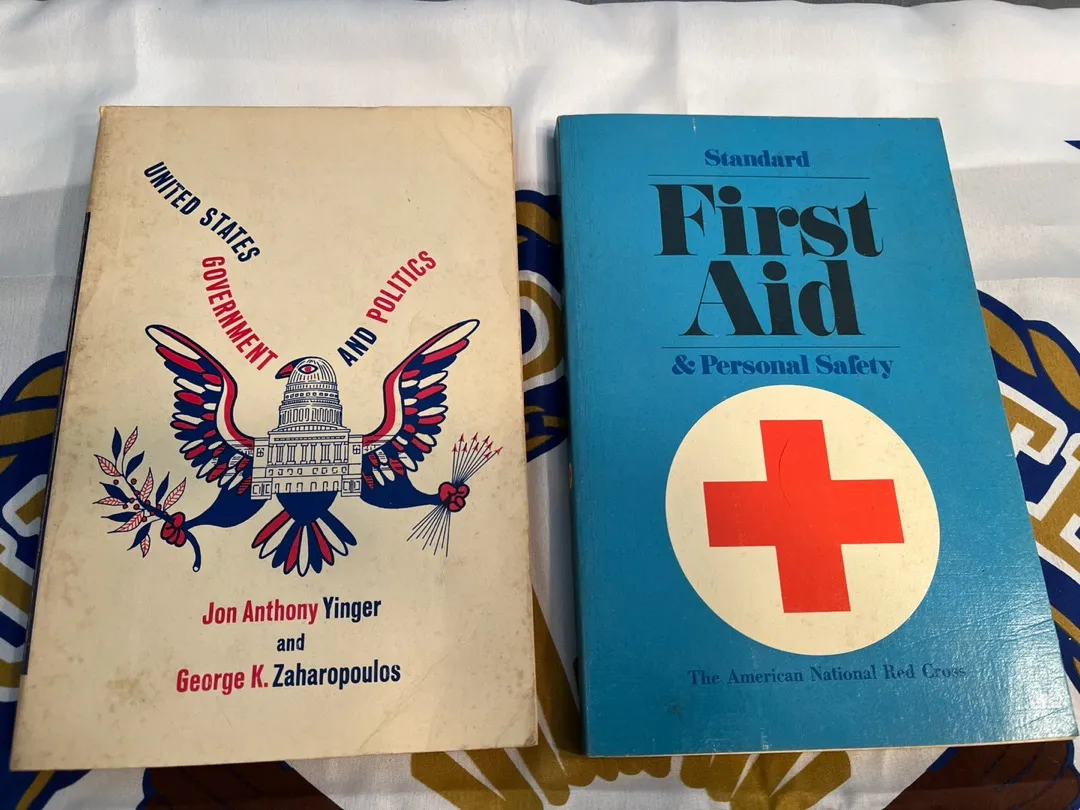 UNITED STATES
GOVERNMENT
AND POLITICS
Jon Anthony Yinger
and
George K. Zaharopoulos
Standard
First
Aid
& Personal Safety
The American National Red Cross